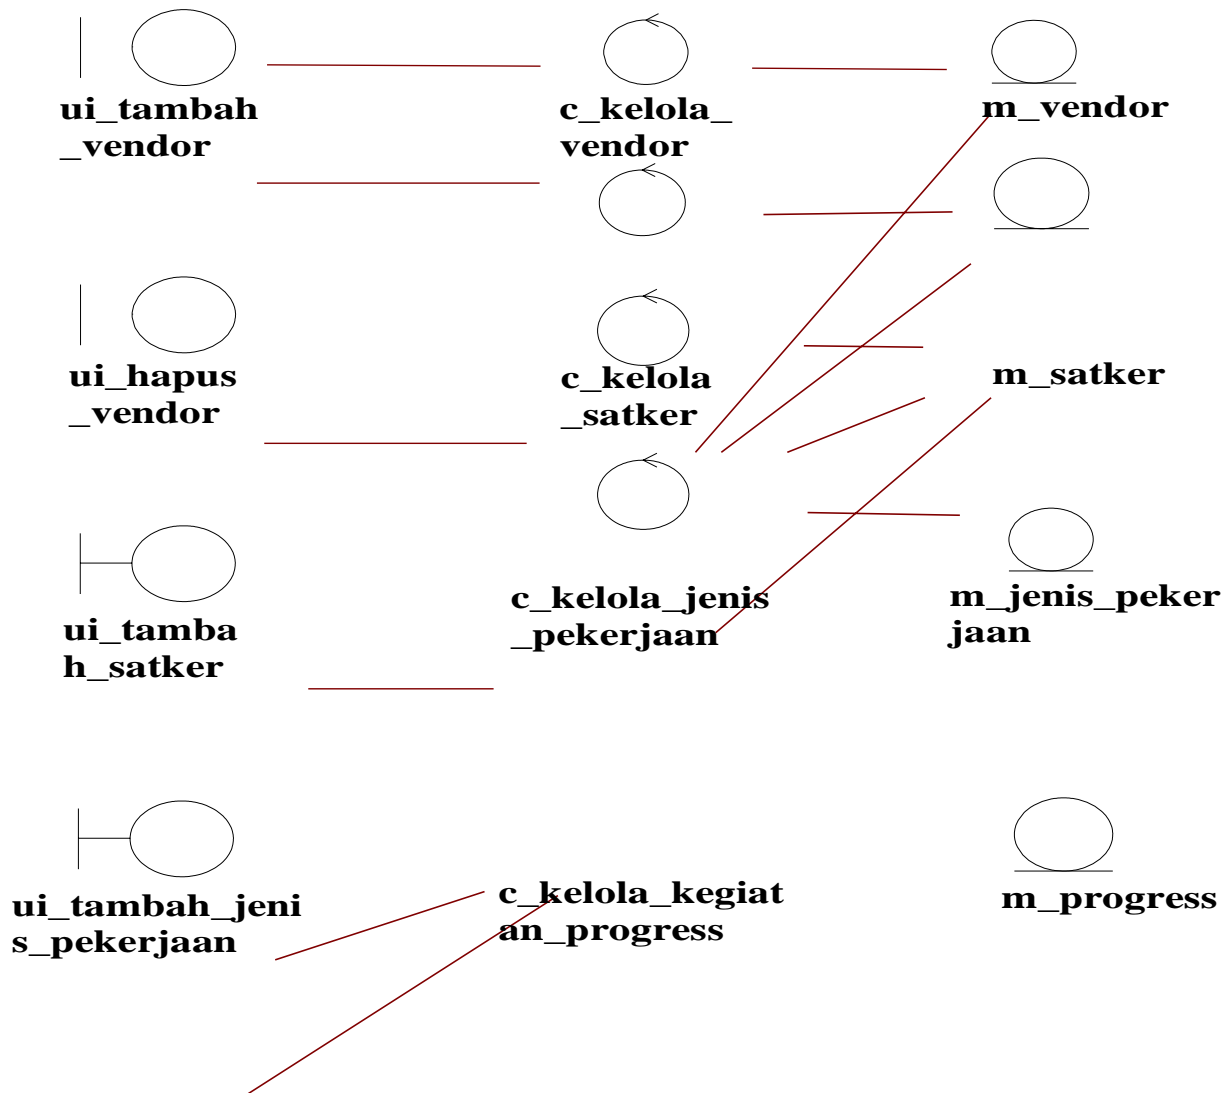 ui_tambah
_vendor
c_kelola_
vendor
m_vendor
ui_hapus
_vendor
c_kelola
_satker
m_satker
ui_tamba
h_satker
c_kelola_jenis
_pekerjaan
m_jenis_peker
jaan
ui_tambah_jeni
s_pekerjaan
c_kelola_kegiat
an_progress
m_progress